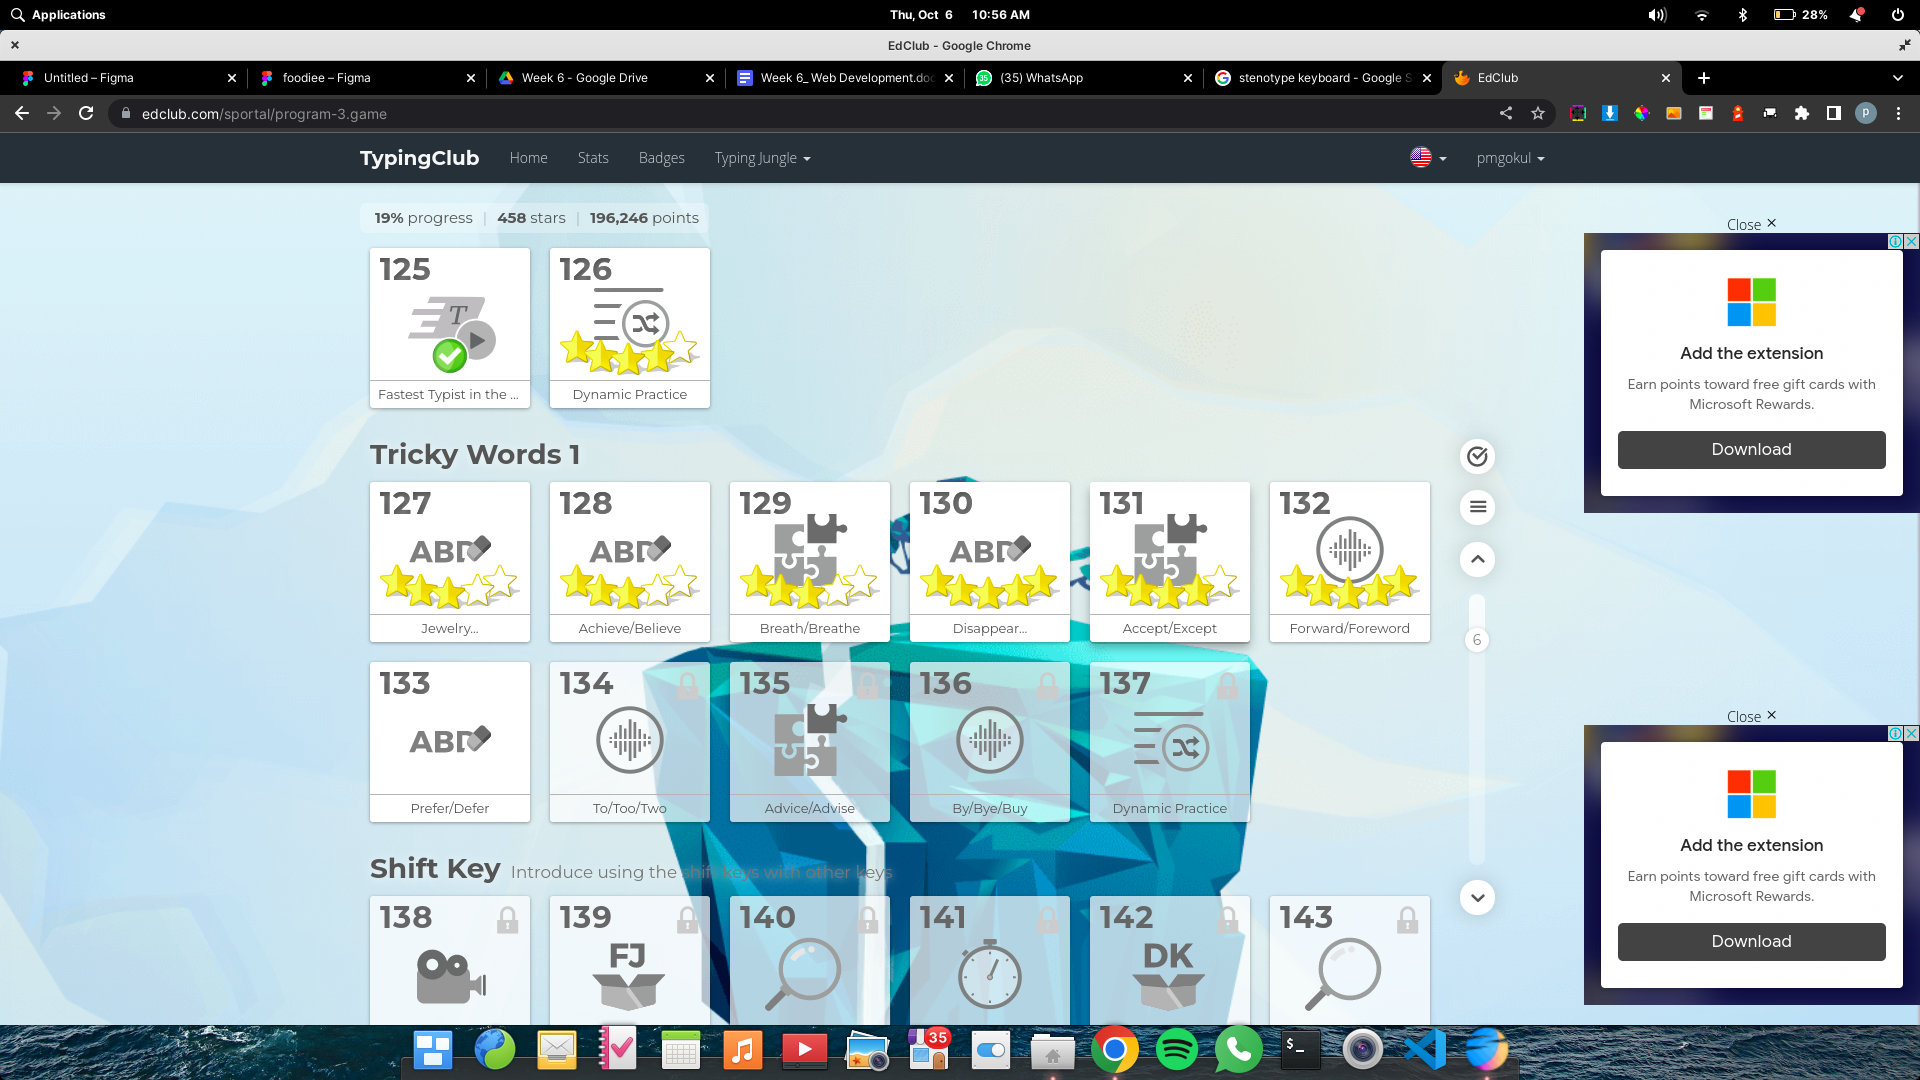 Applications
Thu, Oct 6 10:56 AM
28%
EdClub - Google Chrome
Untitled – Figma
foodiee – Figma
Week 6 - Google Drive
Week 6_ Web Development.doc
(35) WhatsApp
stenotype keyboard - Google S
EdClub
edclub.com/sportal/program-3.game
p
TypingClub Home Stats Badges Typing Jungle pmgokul
19% progress | 458 stars | 196,246 points
125
T
Fastest Typist in the ...
126
Dynamic Practice
Tricky Words 1
127
ABD
Jewelry...
128
ABD
Achieve/Believe
129
Breath/Breathe
130
ABD
Disappear...
131
Accept/Except
132
Forward/Foreword
133
ABD
Prefer/Defer
134
To/Too/Two
135
Advice/Advise
136
By/Bye/Buy
137
Dynamic Practice
6
Shift Key Introduce using the shift keys with other keys
138
139
FJ
140
141
142
DK
143
Close
Add the extension
Earn points toward free gift cards with
Microsoft Rewards.
Download
Close
Add the extension
Earn points toward free gift cards with
Microsoft Rewards.
Download
35